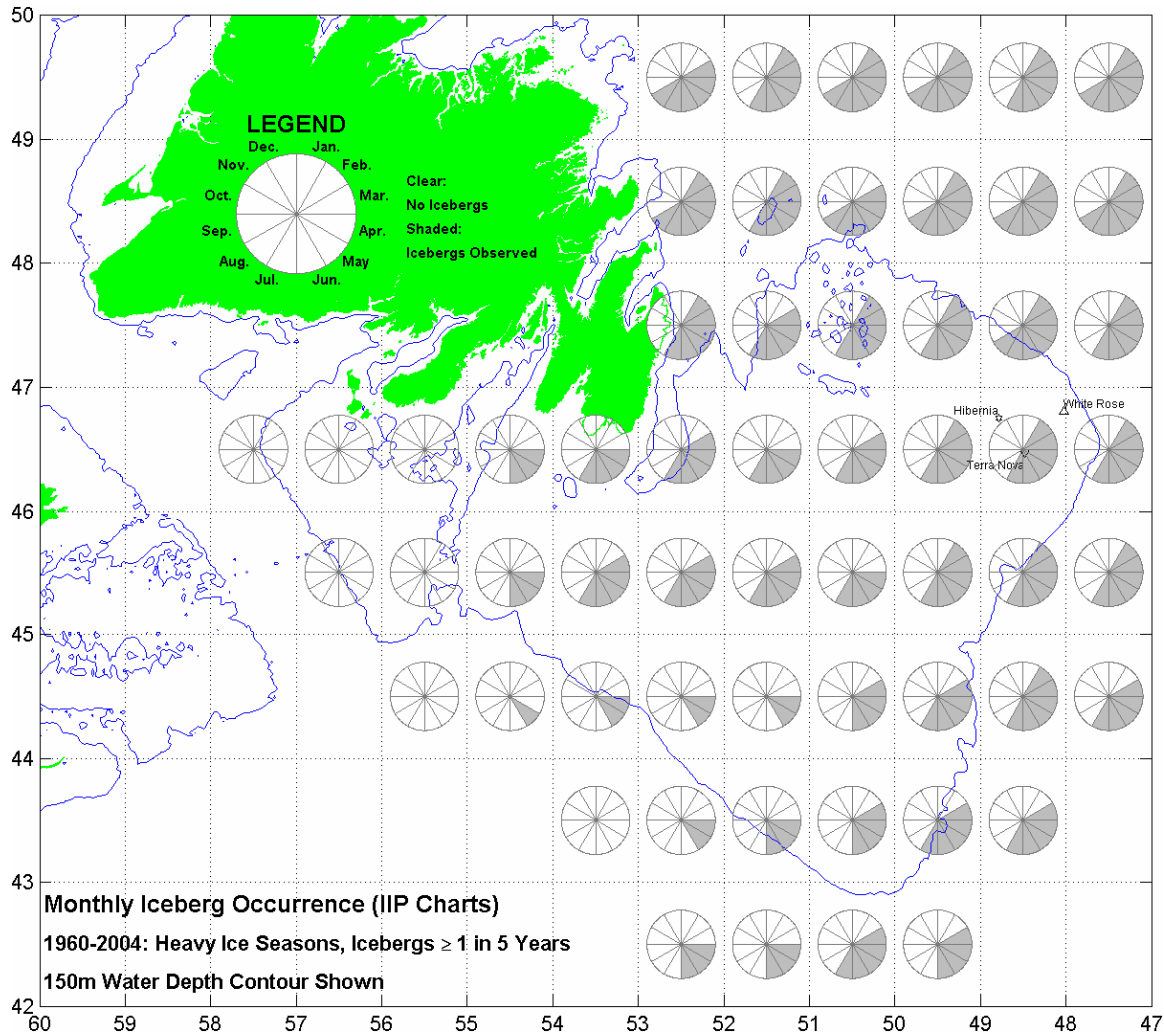 50
49
48
47
46
45
44
43
42
LEGEND
Dec. Jan.
Nov. Feb.
Oct. Mar.
Sep. Apr.
Aug. May
Jul. Jun.
Clear:
No Icebergs
Shaded:
Icebergs Observed
Hibernia
White Rose
Terra Nova
Monthly Iceberg Occurrence (IIP Charts)
1960-2004: Heavy Ice Seasons, Icebergs ≥ 1 in 5 Years
150m Water Depth Contour Shown
60 59 58 57 56 55 54 53 52 51 50 49 48 47